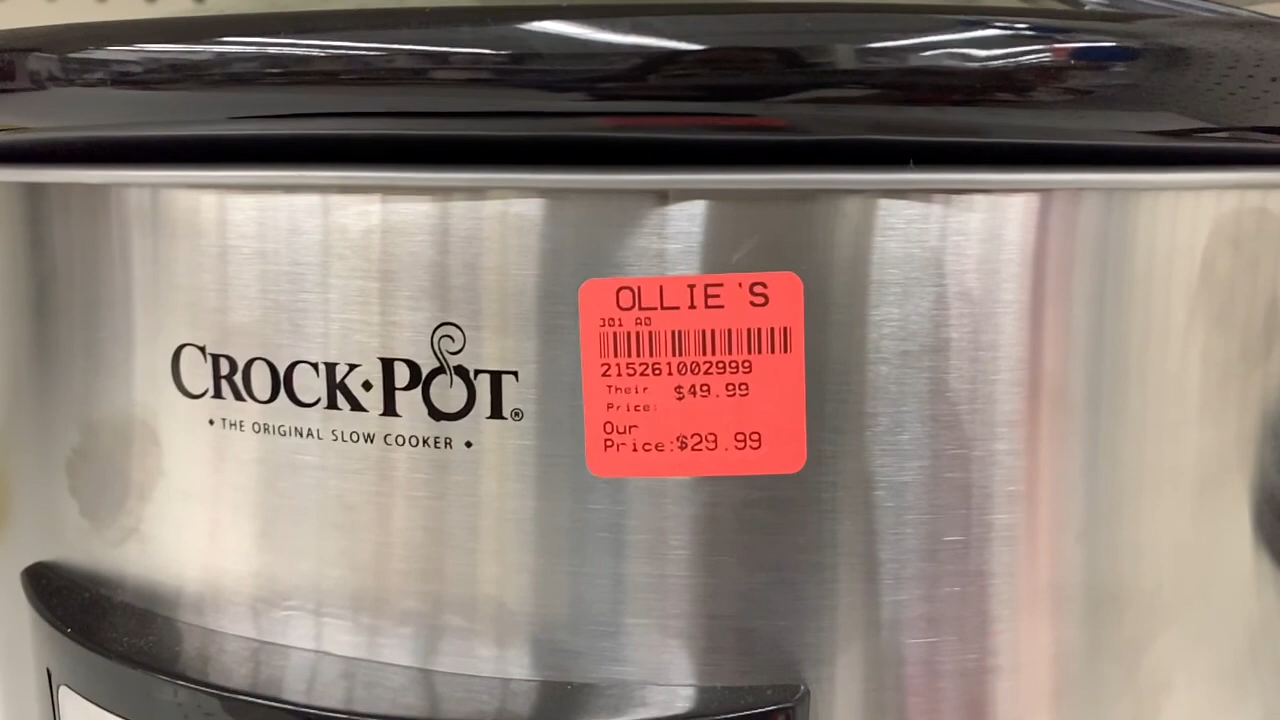 CROCK•POT®
◆ THE ORIGINAL SLOW COOKER ◆
OLLIE'S
301 A0
215261002999
Their Price: $49.99
Our Price:$29.99